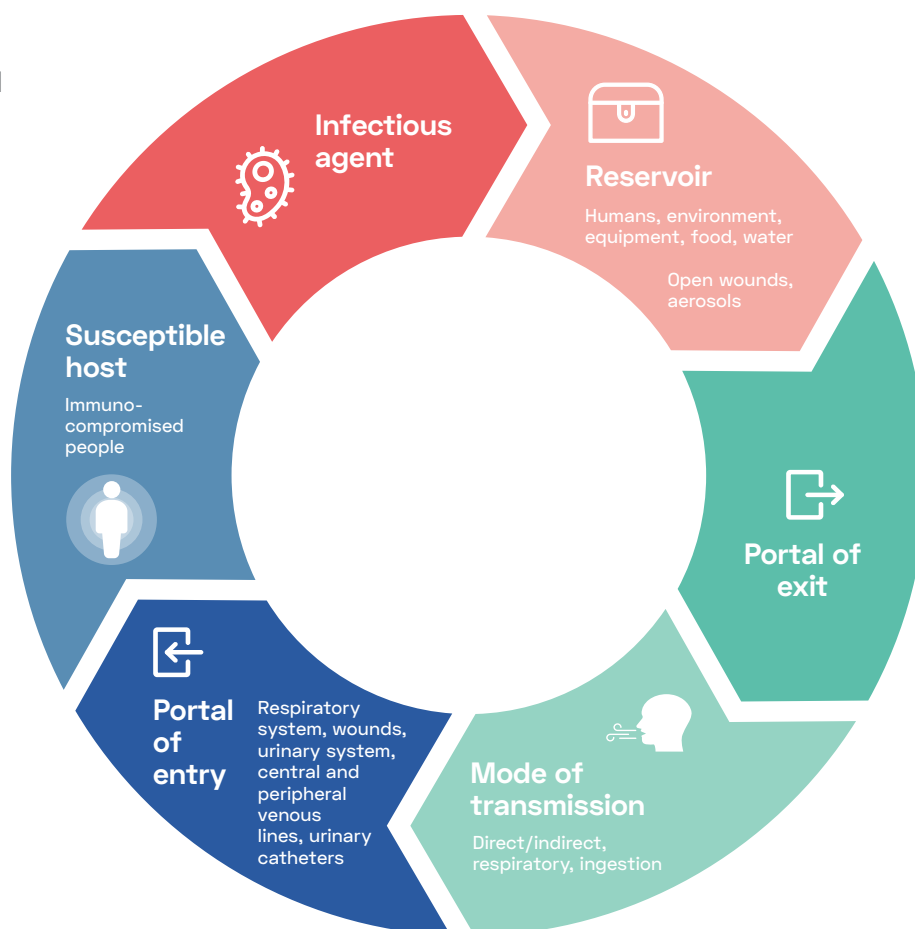 Infectious
agent
Reservoir
Humans, environment,
equipment, food, water
Open wounds,
aerosols
Portal of
exit
Mode of
transmission
Direct/indirect,
respiratory, ingestion
Portal
of
entry
Respiratory
system, wounds,
urinary system,
central and
peripheral
venous
lines, urinary
catheters
Susceptible
host
Immuno-
compromised
people